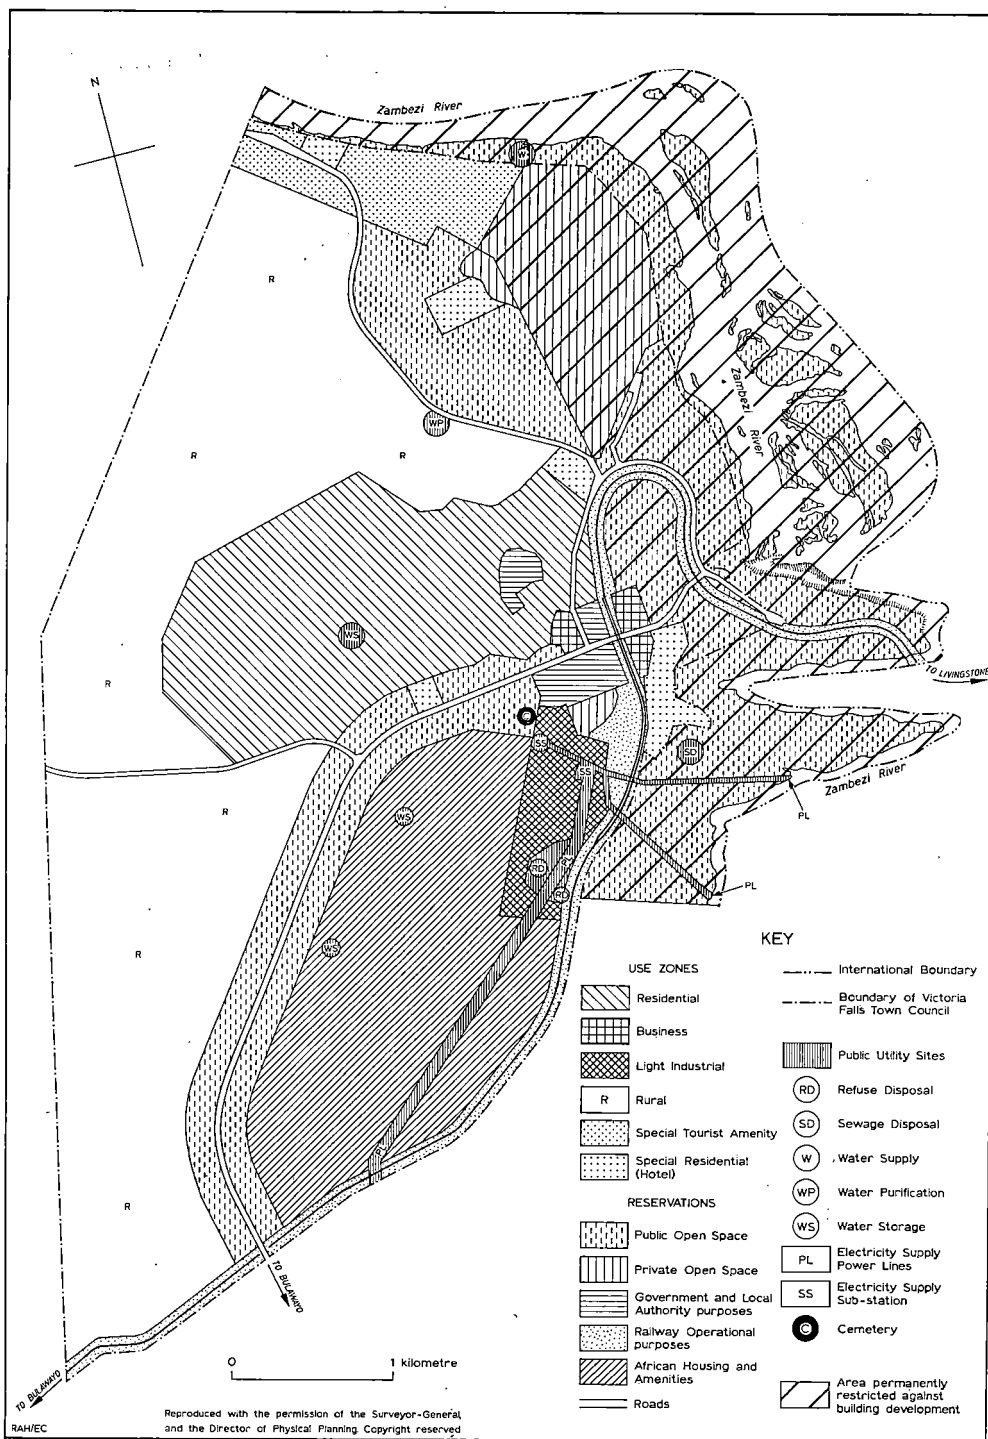 N
Zambezi River
W
R
Zambezi River
WP
R
R
WS
TO LIVINGSTONE
R
C
SS
SD
SS
Zambezi River
PL
R
WS
RD
PL
RD
PL
R
WS
KEY
USE ZONES
Residential
Business
Light Industrial
R Rural
Special Tourist Amenity
Special Residential
(Hotel)
RESERVATIONS
Public Open Space
Private Open Space
Government and Local
Authority purposes
Railway Operational
purposes
African Housing and
Amenities
Roads
International Boundary
Boundary of Victoria
Falls Town Council
Public Utility Sites
RD Refuse Disposal
SD Sewage Disposal
W Water Supply
WP Water Purification
WS Water Storage
PL Electricity Supply
Power Lines
SS Electricity Supply
Sub-station
C Cemetery
Area permanently
restricted against
building development
PL
R
TO BULAWAYO
TO BULAWAYO
0 1 kilometre
Reproduced with the permission of the Surveyor-General
and the Director of Physical Planning. Copyright reserved
RAH/EC